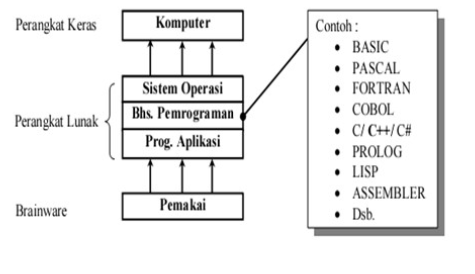 Perangkat Keras
Komputer
Sistem Operasi
Perangkat Lunak
Bhs. Pemrograman
Prog. Aplikasi
Brainware
Pemakai
Contoh :
• BASIC
• PASCAL
• FORTRAN
• COBOL
• C/ C++/ C#
• PROLOG
• LISP
• ASSEMBLER
• Dsb.